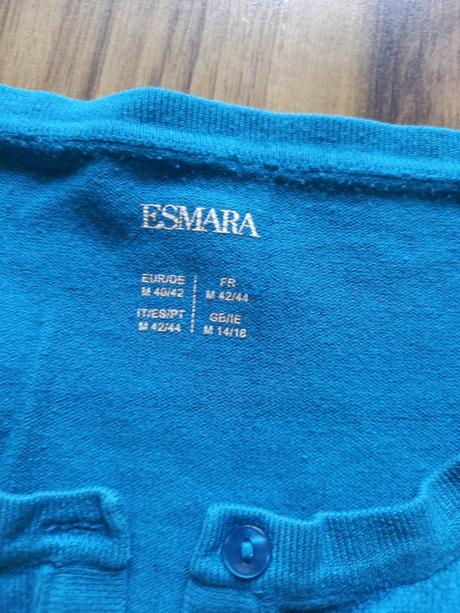 ESMARA
EUR/DE | FR
M 40/42 | M 42/44
IT/ES/PT | GB/IE
M 42/44 | M 14/16